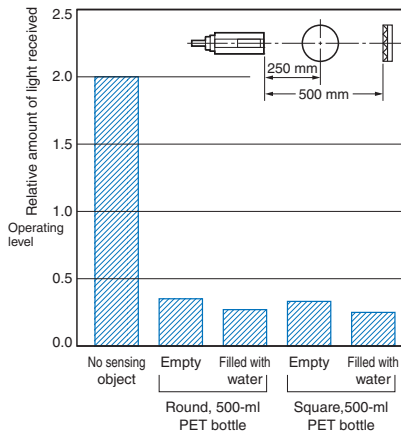 Relative amount of light received
2.5
2.0
1.5
1.0
Operating
level
0.5
0.0
250 mm
500 mm
No sensing
object
Empty
Filled with
water
Empty
Filled with
water
Round, 500-ml
PET bottle
Square,500-ml
PET bottle